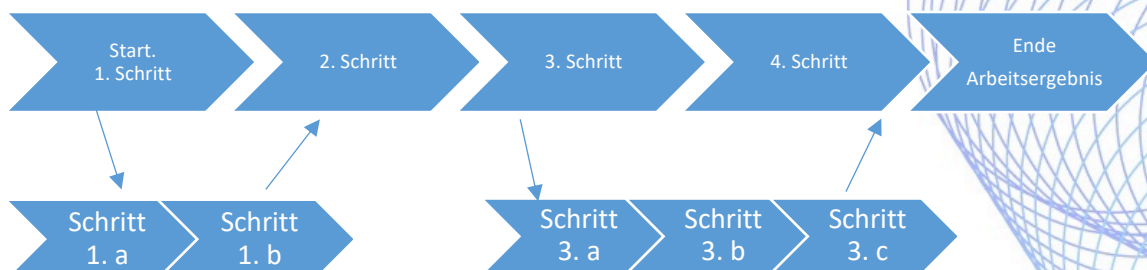 Start.
1. Schritt
2. Schritt
3. Schritt
4. Schritt
Ende
Arbeitsergebnis
Schritt
1. a
Schritt
1. b
Schritt
3. a
Schritt
3. b
Schritt
3. c